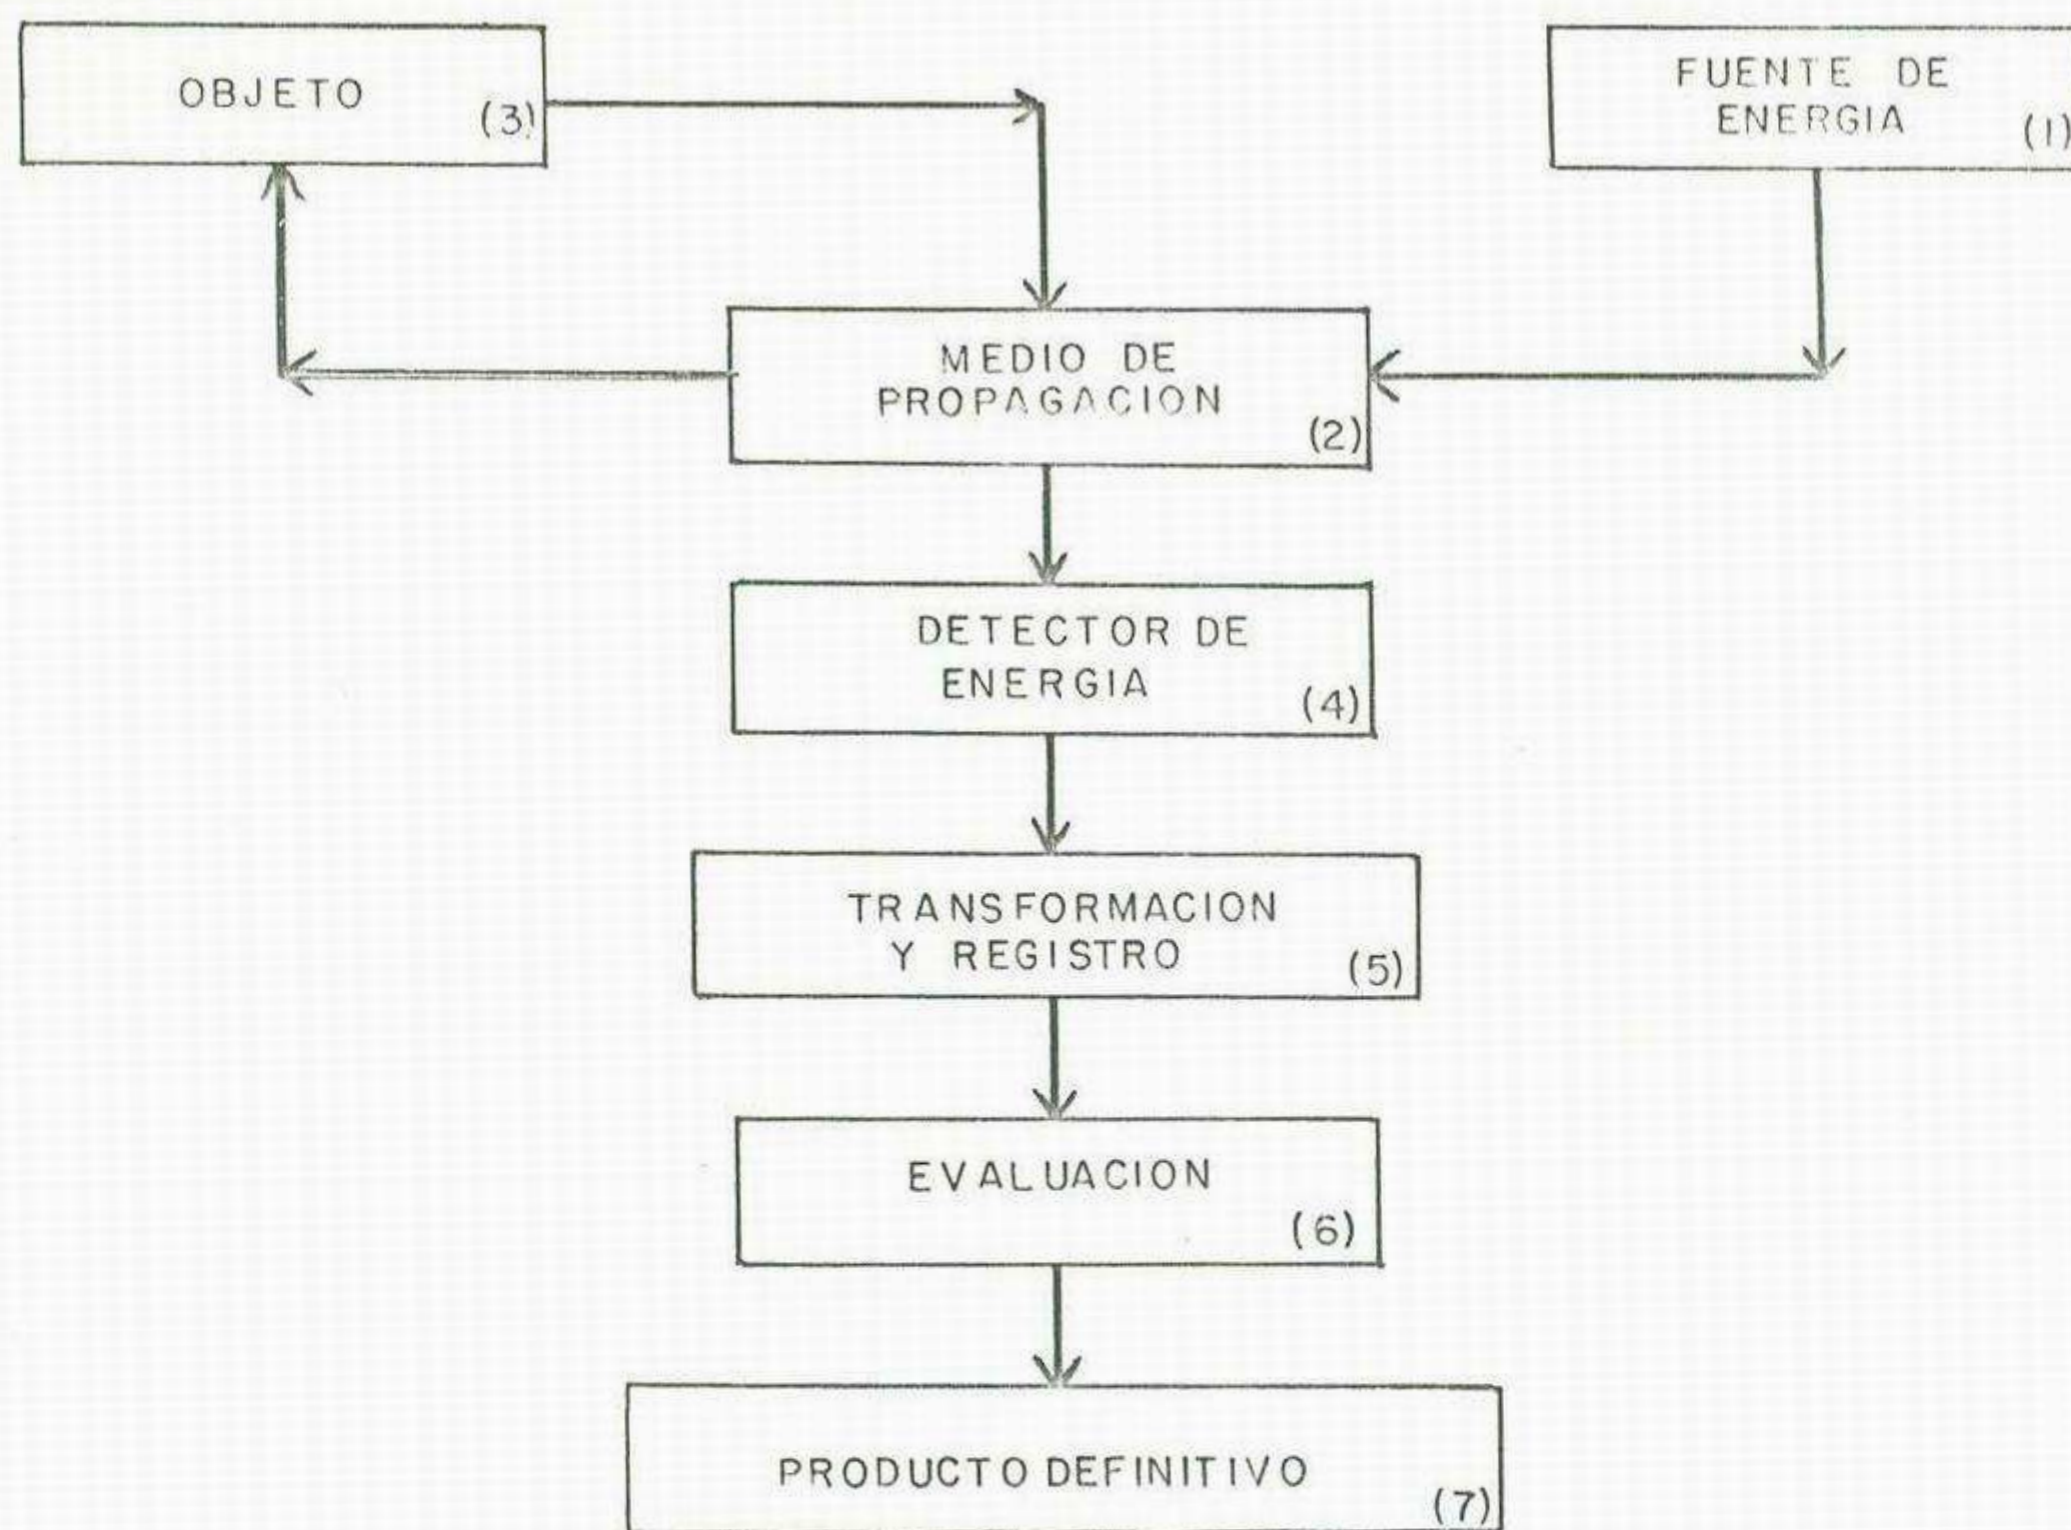 OBJETO
(3)
FUENTE DE
ENERGIA
(1)
MEDIO DE
PROPAGACION
(2)
DETECTOR DE
ENERGIA
(4)
TRANSFORMACION
Y REGISTRO
(5)
EVALUACION
(6)
PRODUCTO DEFINITIVO
(7)